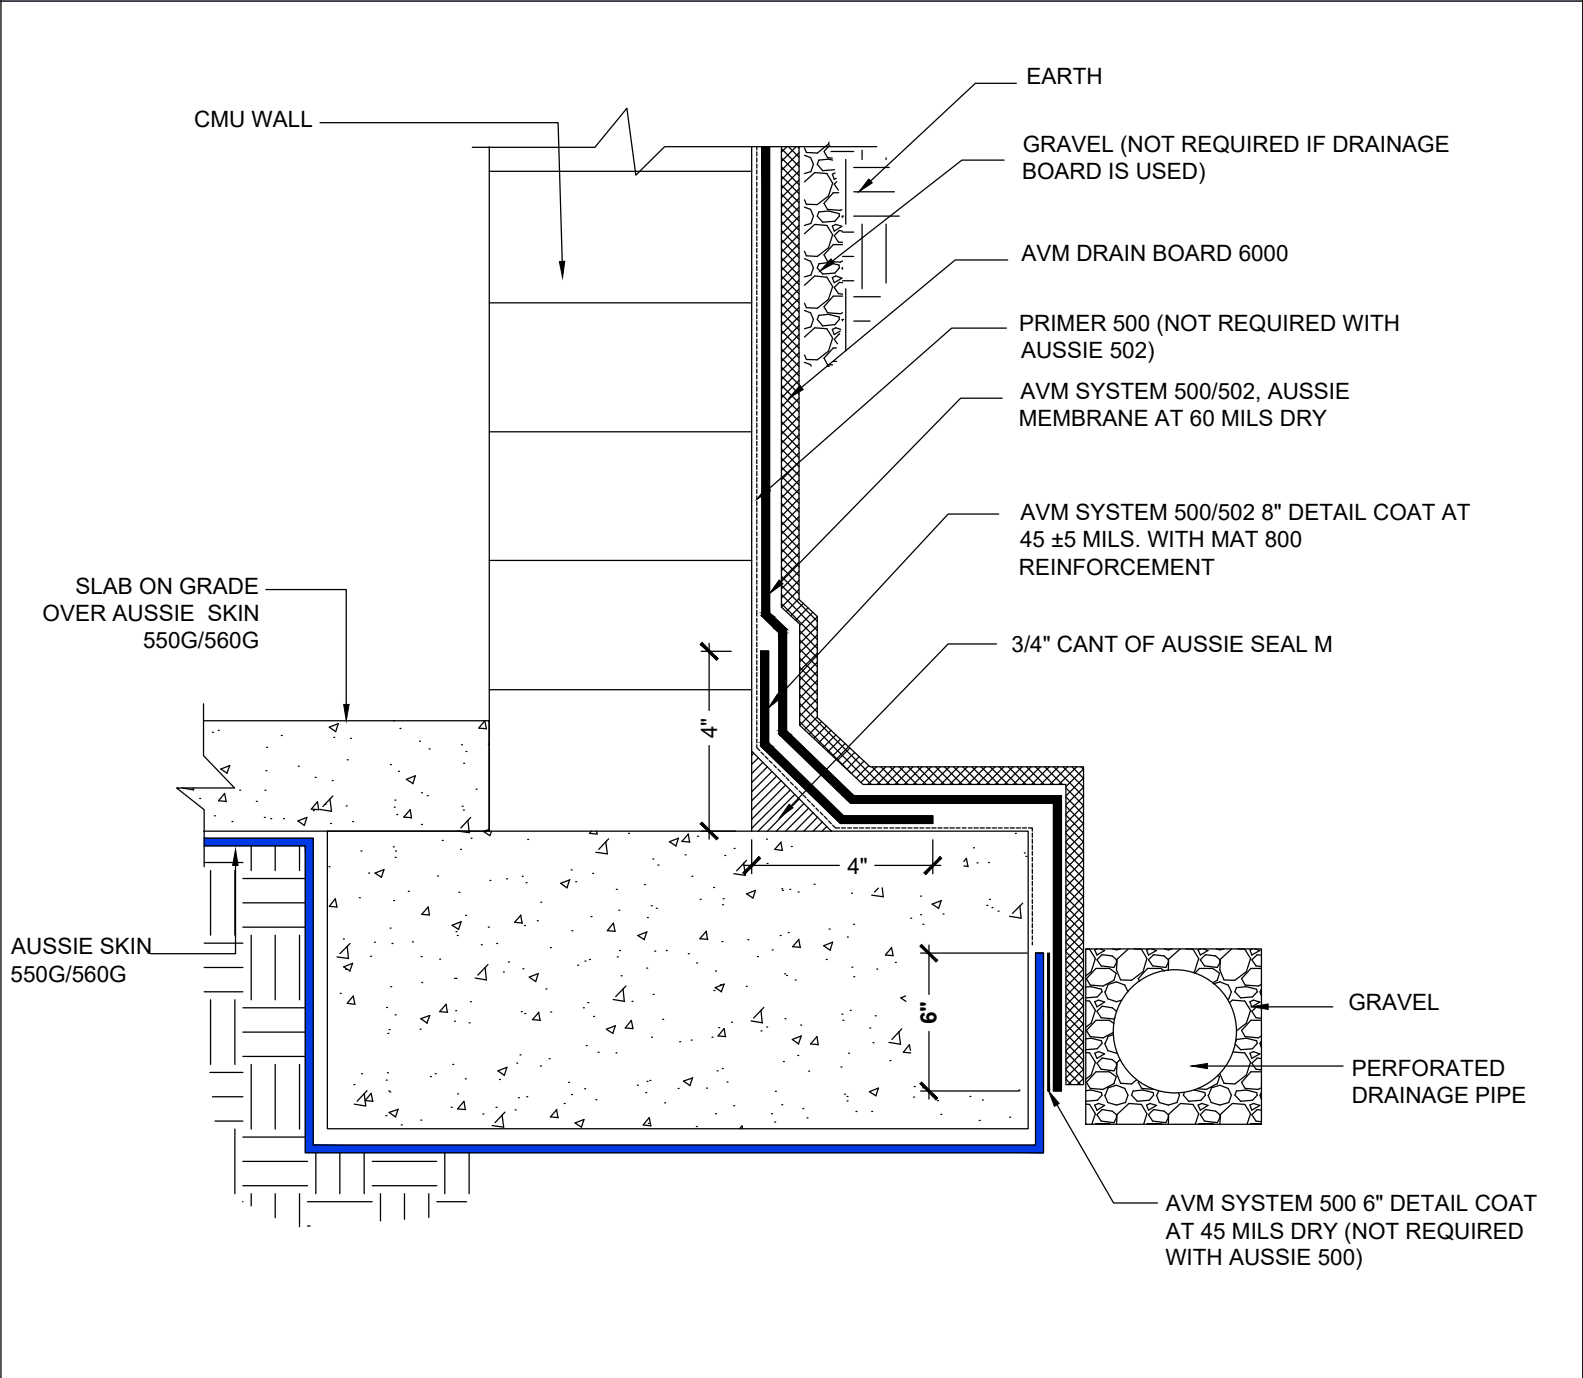 EARTH
CMU WALL
GRAVEL (NOT REQUIRED IF DRAINAGE
BOARD IS USED)
AVM DRAIN BOARD 6000
PRIMER 500 (NOT REQUIRED WITH
AUSSIE 502)
AVM SYSTEM 500/502, AUSSIE
MEMBRANE AT 60 MILS DRY
AVM SYSTEM 500/502 8" DETAIL COAT AT
45 ±5 MILS. WITH MAT 800
REINFORCEMENT
SLAB ON GRADE
OVER AUSSIE SKIN
550G/560G
3/4" CANT OF AUSSIE SEAL M
4"
4"
AUSSIE SKIN
550G/560G
6"
GRAVEL
PERFORATED
DRAINAGE PIPE
AVM SYSTEM 500 6" DETAIL COAT
AT 45 MILS DRY (NOT REQUIRED
WITH AUSSIE 500)